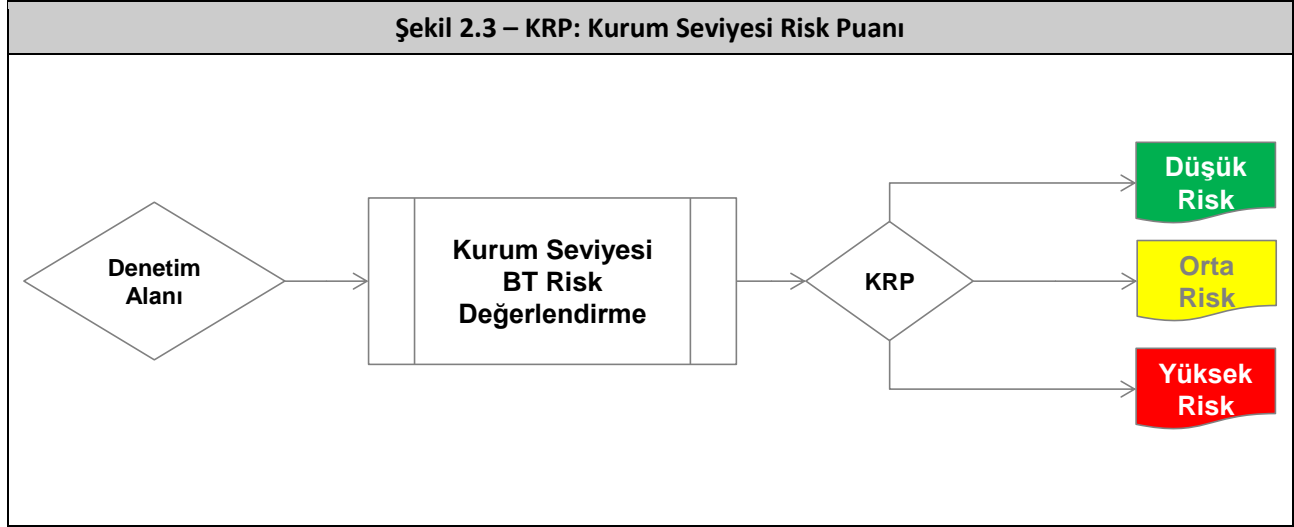 Şekil 2.3 – KRP: Kurum Seviyesi Risk Puanı
Denetim
Alanı
Kurum Seviyesi
BT Risk
Değerlendirme
KRP
Düşük
Risk
Orta
Risk
Yüksek
Risk